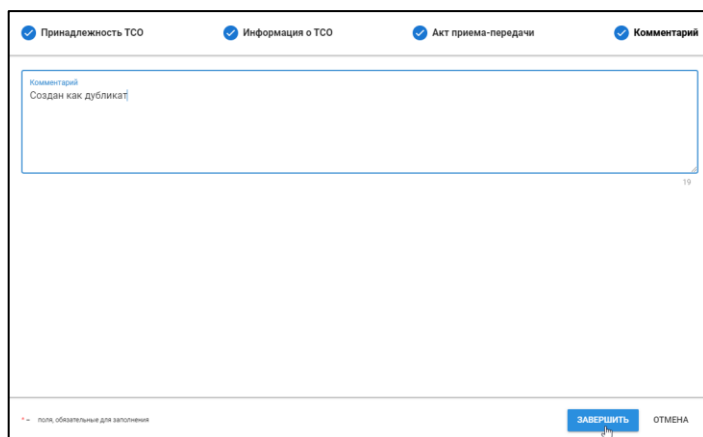 Принадлежность ТСО Информация о ТСО Акт приема-передачи Комментарий
Комментарий
Создан как дубликат
19
* – поля, обязательные для заполнения ЗАВЕРШИТЬ ОТМЕНА